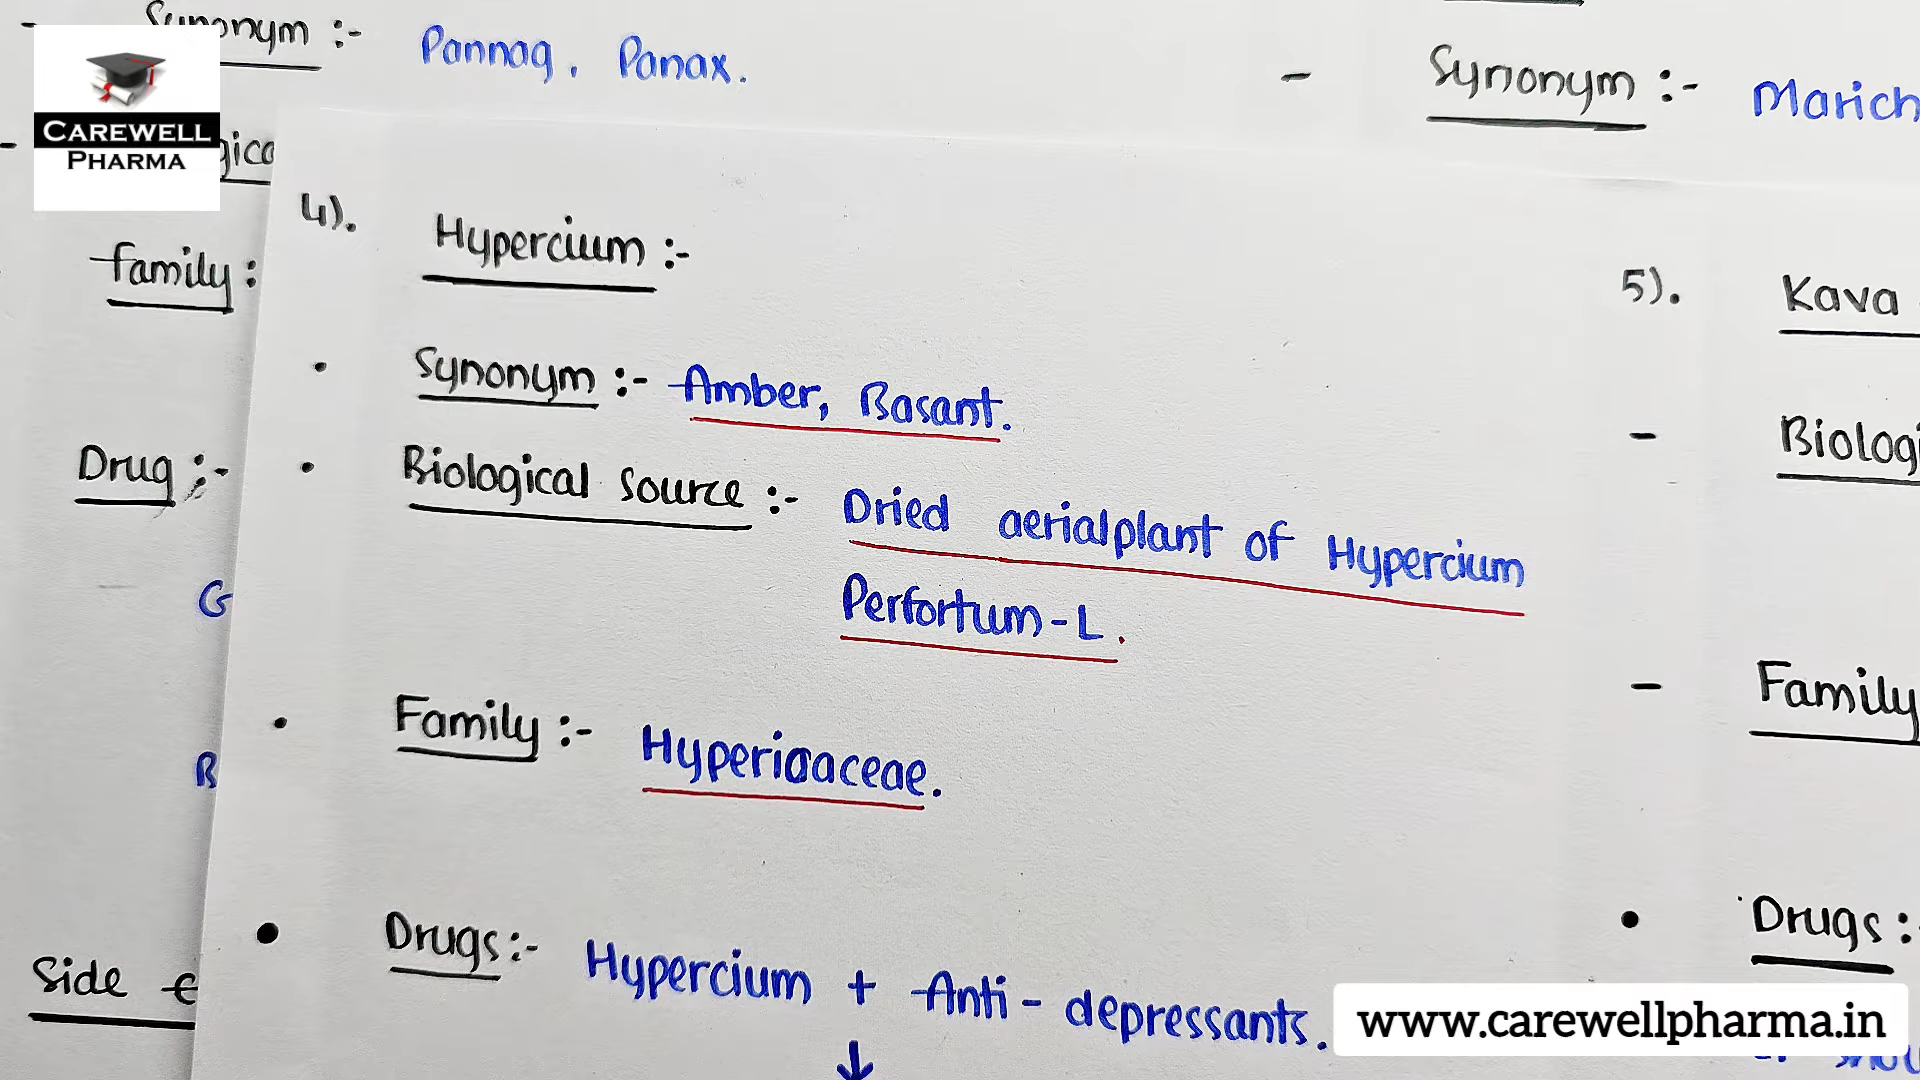 Synonym :- Pannag, Panax.
CAREWELL
PHARMA
Family :
Drug :-
G
B
Side e
4). Hypercium :-
Synonym :- Amber, Basant.
Biological Source :- Dried aerialplant of Hypercium
Perfortum-L.
Family :- Hyperioaceae.
Drugs :- Hypercium + Anti-depressants.
- Synonym :- Marich
5). Kava
- Biologi
- Family
Drugs :-
www.carewellpharma.in